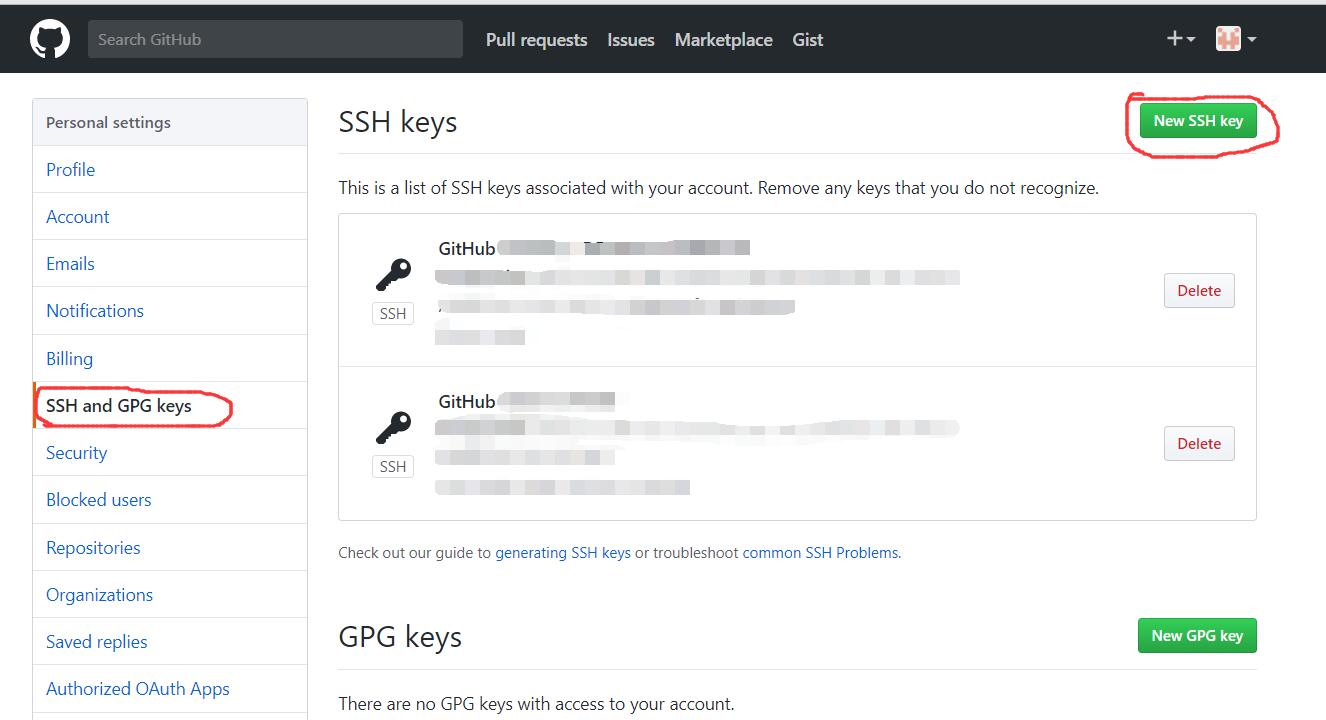 Search GitHub
Pull requests
Issues
Marketplace
Gist
Personal settings
Profile
Account
Emails
Notifications
Billing
SSH and GPG keys
Security
Blocked users
Repositories
Organizations
Saved replies
Authorized OAuth Apps
SSH keys
New SSH key
This is a list of SSH keys associated with your account. Remove any keys that you do not recognize.
GitHub
SSH
Delete
GitHub
SSH
Delete
Check out our guide to generating SSH keys or troubleshoot common SSH Problems.
GPG keys
New GPG key
There are no GPG keys with access to your account.